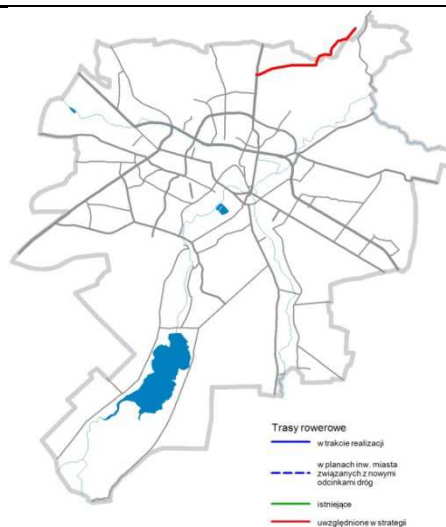 Trasy rowerowe
w trakcie realizacji
w planach inw. miasta
związanych z nowymi
odcinkami dróg
istniejące
uwzględnione w strategii